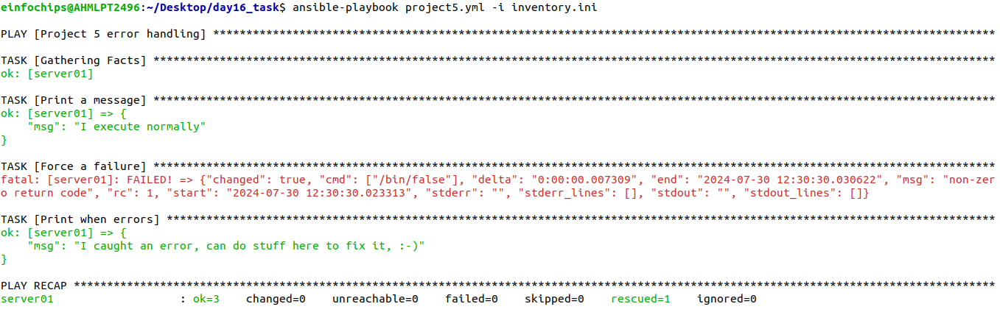 einfochips@AHMLPT2496:~/Desktop/day16_task$ ansible-playbook project5.yml -i inventory.ini
PLAY [Project 5 error handling] **********************************************************************************************************************
TASK [Gathering Facts] *******************************************************************************************************************************
ok: [server01]
TASK [Print a message] *******************************************************************************************************************************
ok: [server01] => {
    "msg": "I execute normally"
}
TASK [Force a failure] *******************************************************************************************************************************
fatal: [server01]: FAILED! => {"changed": true, "cmd": ["/bin/false"], "delta": "0:00:00.007309", "end": "2024-07-30 12:30:30.030622", "msg": "non-zer
o return code", "rc": 1, "start": "2024-07-30 12:30:30.023313", "stderr": "", "stderr_lines": [], "stdout": "", "stdout_lines": []}
TASK [Print when errors] *****************************************************************************************************************************
ok: [server01] => {
    "msg": "I caught an error, can do stuff here to fix it, :-)"
}
PLAY RECAP *******************************************************************************************************************************************
server01                   : ok=3    changed=0    unreachable=0    failed=0    skipped=0    rescued=1    ignored=0